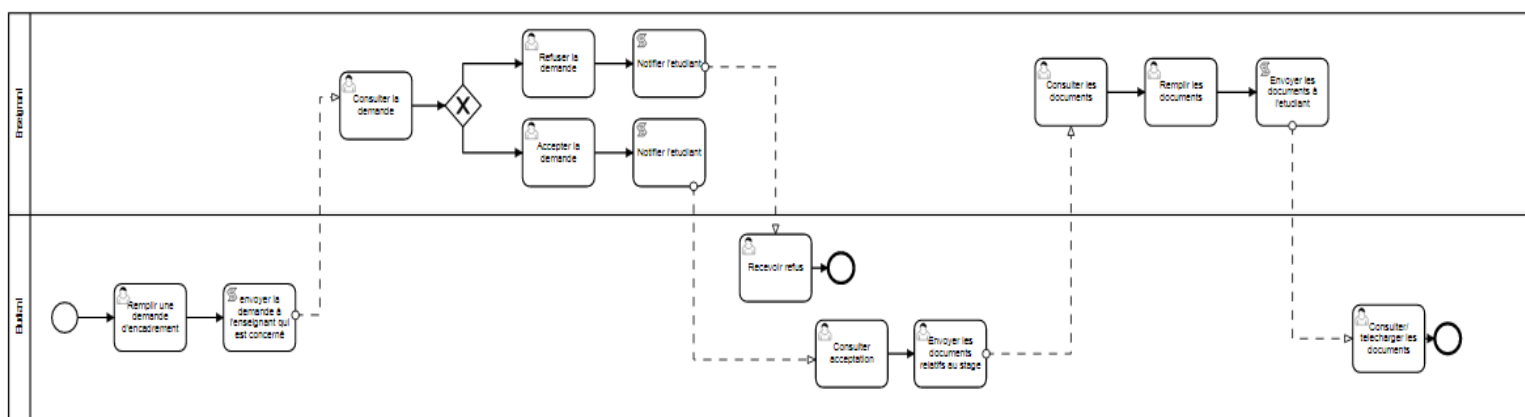 Enseignant
Consulter la
demande
Refuser la
demande
Notifier l'etudiant
Accepter la
demande
Notifier l'etudiant
Consulter les
documents
Remplir les
documents
Envoyer les
documents à
l'etudiant
Etudiant
Remplir une
demande
d'encadrement
envoyer la
demande à
l'enseignant qui
est concerné
Recevoir refus
Consulter
acceptation
Envoyer les
documents
relatifs au stage
Consulter/
telecharger les
documents